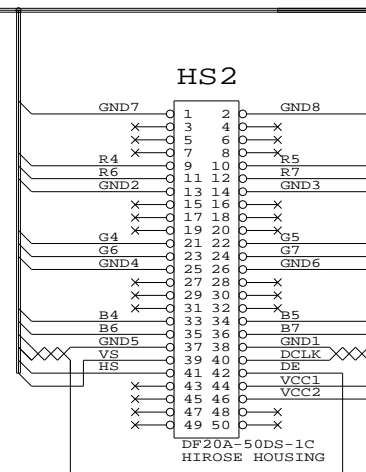 HS2
GND7 1 2 GND8
3 4
5 6
7 8
R4 9 10 R5
R6 11 12 R7
GND2 13 14 GND3
15 16
17 18
19 20
G4 21 22 G5
G6 23 24 G7
GND4 25 26 GND6
27 28
29 30
31 32
B4 33 34 B5
B6 35 36 B7
GND5 37 38 GND1
VS 39 40 DCLK
HS 41 42 DE
43 44 VCC1
45 46 VCC2
47 48
49 50
DF20A-50DS-1C
HIROSE HOUSING